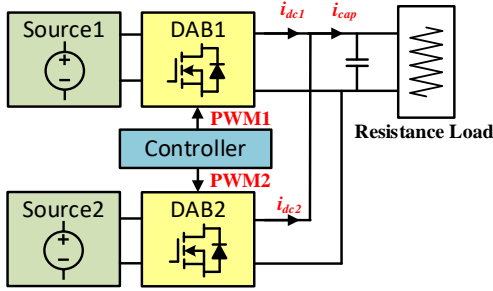 Source1
DAB1
i_dc1
i_cap
PWM1
Resistance Load
Controller
PWM2
Source2
DAB2
i_dc2